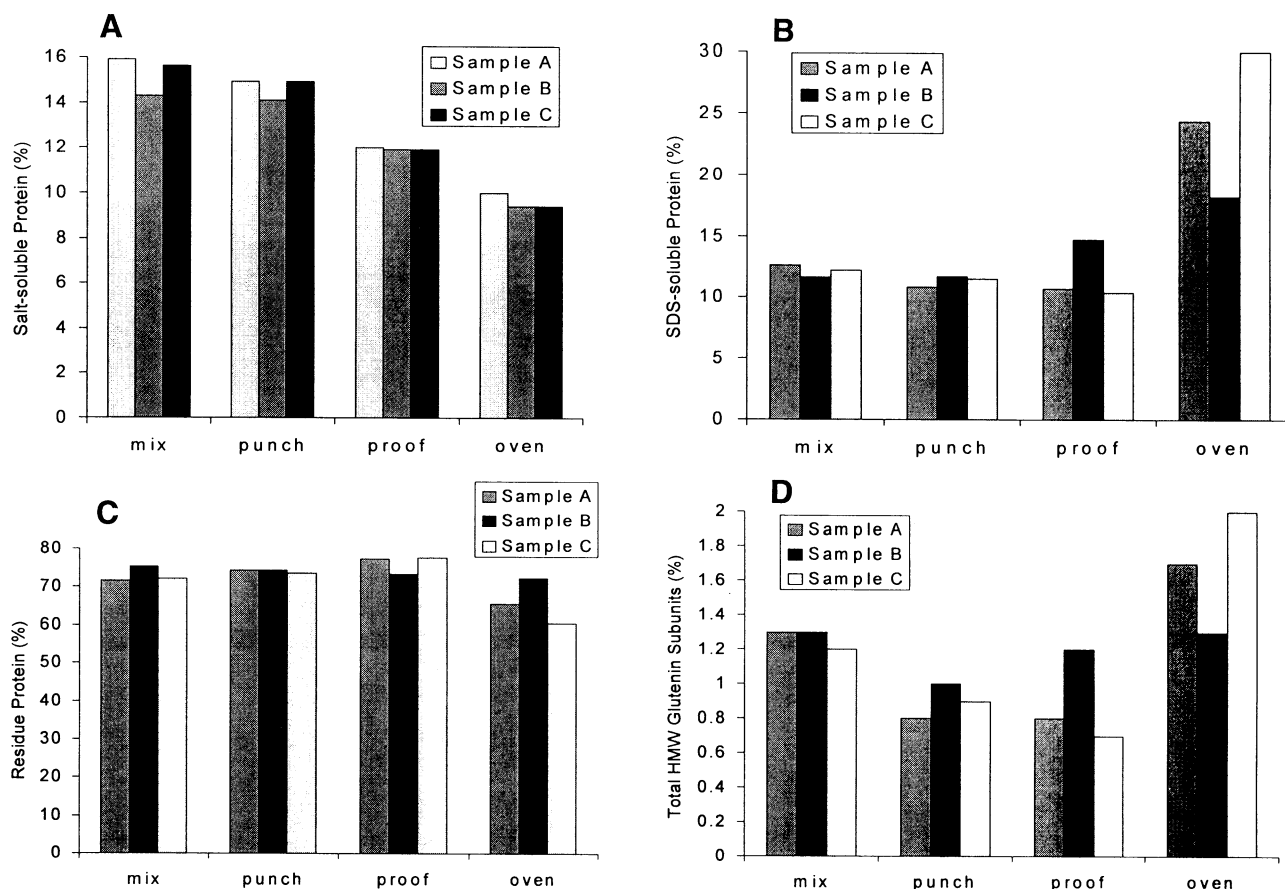 A
Salt-soluble Protein (%)
16
14
12
10
8
6
4
2
0
Sample A
Sample B
Sample C
mix punch proof oven
B
SDS-soluble Protein (%)
30
25
20
15
10
5
0
Sample A
Sample B
Sample C
mix punch proof oven
C
Residue Protein (%)
80
70
60
50
40
30
20
10
0
Sample A
Sample B
Sample C
mix punch proof oven
D
Total HMW Glutenin Subunits (%)
2
1.8
1.6
1.4
1.2
1
0.8
0.6
0.4
0.2
0
Sample A
Sample B
Sample C
mix punch proof oven